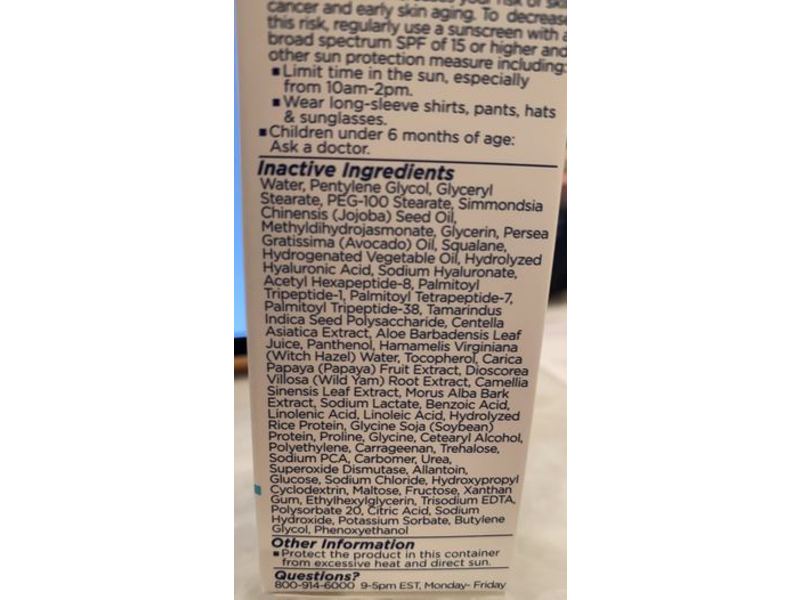 cancer and early skin aging. To decrease
this risk, regularly use a sunscreen with a
broad spectrum SPF of 15 or higher and
other sun protection measure including:
▪Limit time in the sun, especially
from 10am-2pm.
▪Wear long-sleeve shirts, pants, hats
& sunglasses.
▪Children under 6 months of age:
Ask a doctor.
Inactive Ingredients
Water, Pentylene Glycol, Glyceryl
Stearate, PEG-100 Stearate, Simmondsia
Chinensis (Jojoba) Seed Oil,
Methyldihydrojasmonate, Glycerin, Persea
Gratissima (Avocado) Oil, Squalane,
Hydrogenated Vegetable Oil, Hydrolyzed
Hyaluronic Acid, Sodium Hyaluronate,
Acetyl Hexapeptide-8, Palmitoyl
Tripeptide-1, Palmitoyl Tetrapeptide-7,
Palmitoyl Tripeptide-38, Tamarindus
Indica Seed Polysaccharide, Centella
Asiatica Extract, Aloe Barbadensis Leaf
Juice, Panthenol, Hamamelis Virginiana
(Witch Hazel) Water, Tocopherol, Carica
Papaya (Papaya) Fruit Extract, Dioscorea
Villosa (Wild Yam) Root Extract, Camellia
Sinensis Leaf Extract, Morus Alba Bark
Extract, Sodium Lactate, Benzoic Acid,
Linolenic Acid, Linoleic Acid, Hydrolyzed
Rice Protein, Glycine Soja (Soybean)
Protein, Proline, Glycine, Cetearyl Alcohol,
Polyethylene, Carrageenan, Trehalose,
Sodium PCA, Carbomer, Urea,
Superoxide Dismutase, Allantoin,
Glucose, Sodium Chloride, Hydroxypropyl
Cyclodextrin, Maltose, Fructose, Xanthan
Gum, Ethylhexylglycerin, Trisodium EDTA,
Polysorbate 20, Citric Acid, Sodium
Hydroxide, Potassium Sorbate, Butylene
Glycol, Phenoxyethanol
Other Information
▪Protect the product in this container
from excessive heat and direct sun.
Questions?
800-914-6000 9-5pm EST, Monday- Friday